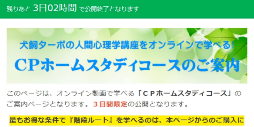 残りあと 3日02時間 で公開終了となります
犬飼ターボの人間心理学講座をオンラインで学べる
CPホームスタディコースのご案内
このページは、オンライン動画で学べる「CPホームスタディコース」の
ご案内ページとなります。３日間限定の公開となります。
最もお得な条件で『階段ルート』を学べるのは、本ページからのご購入に